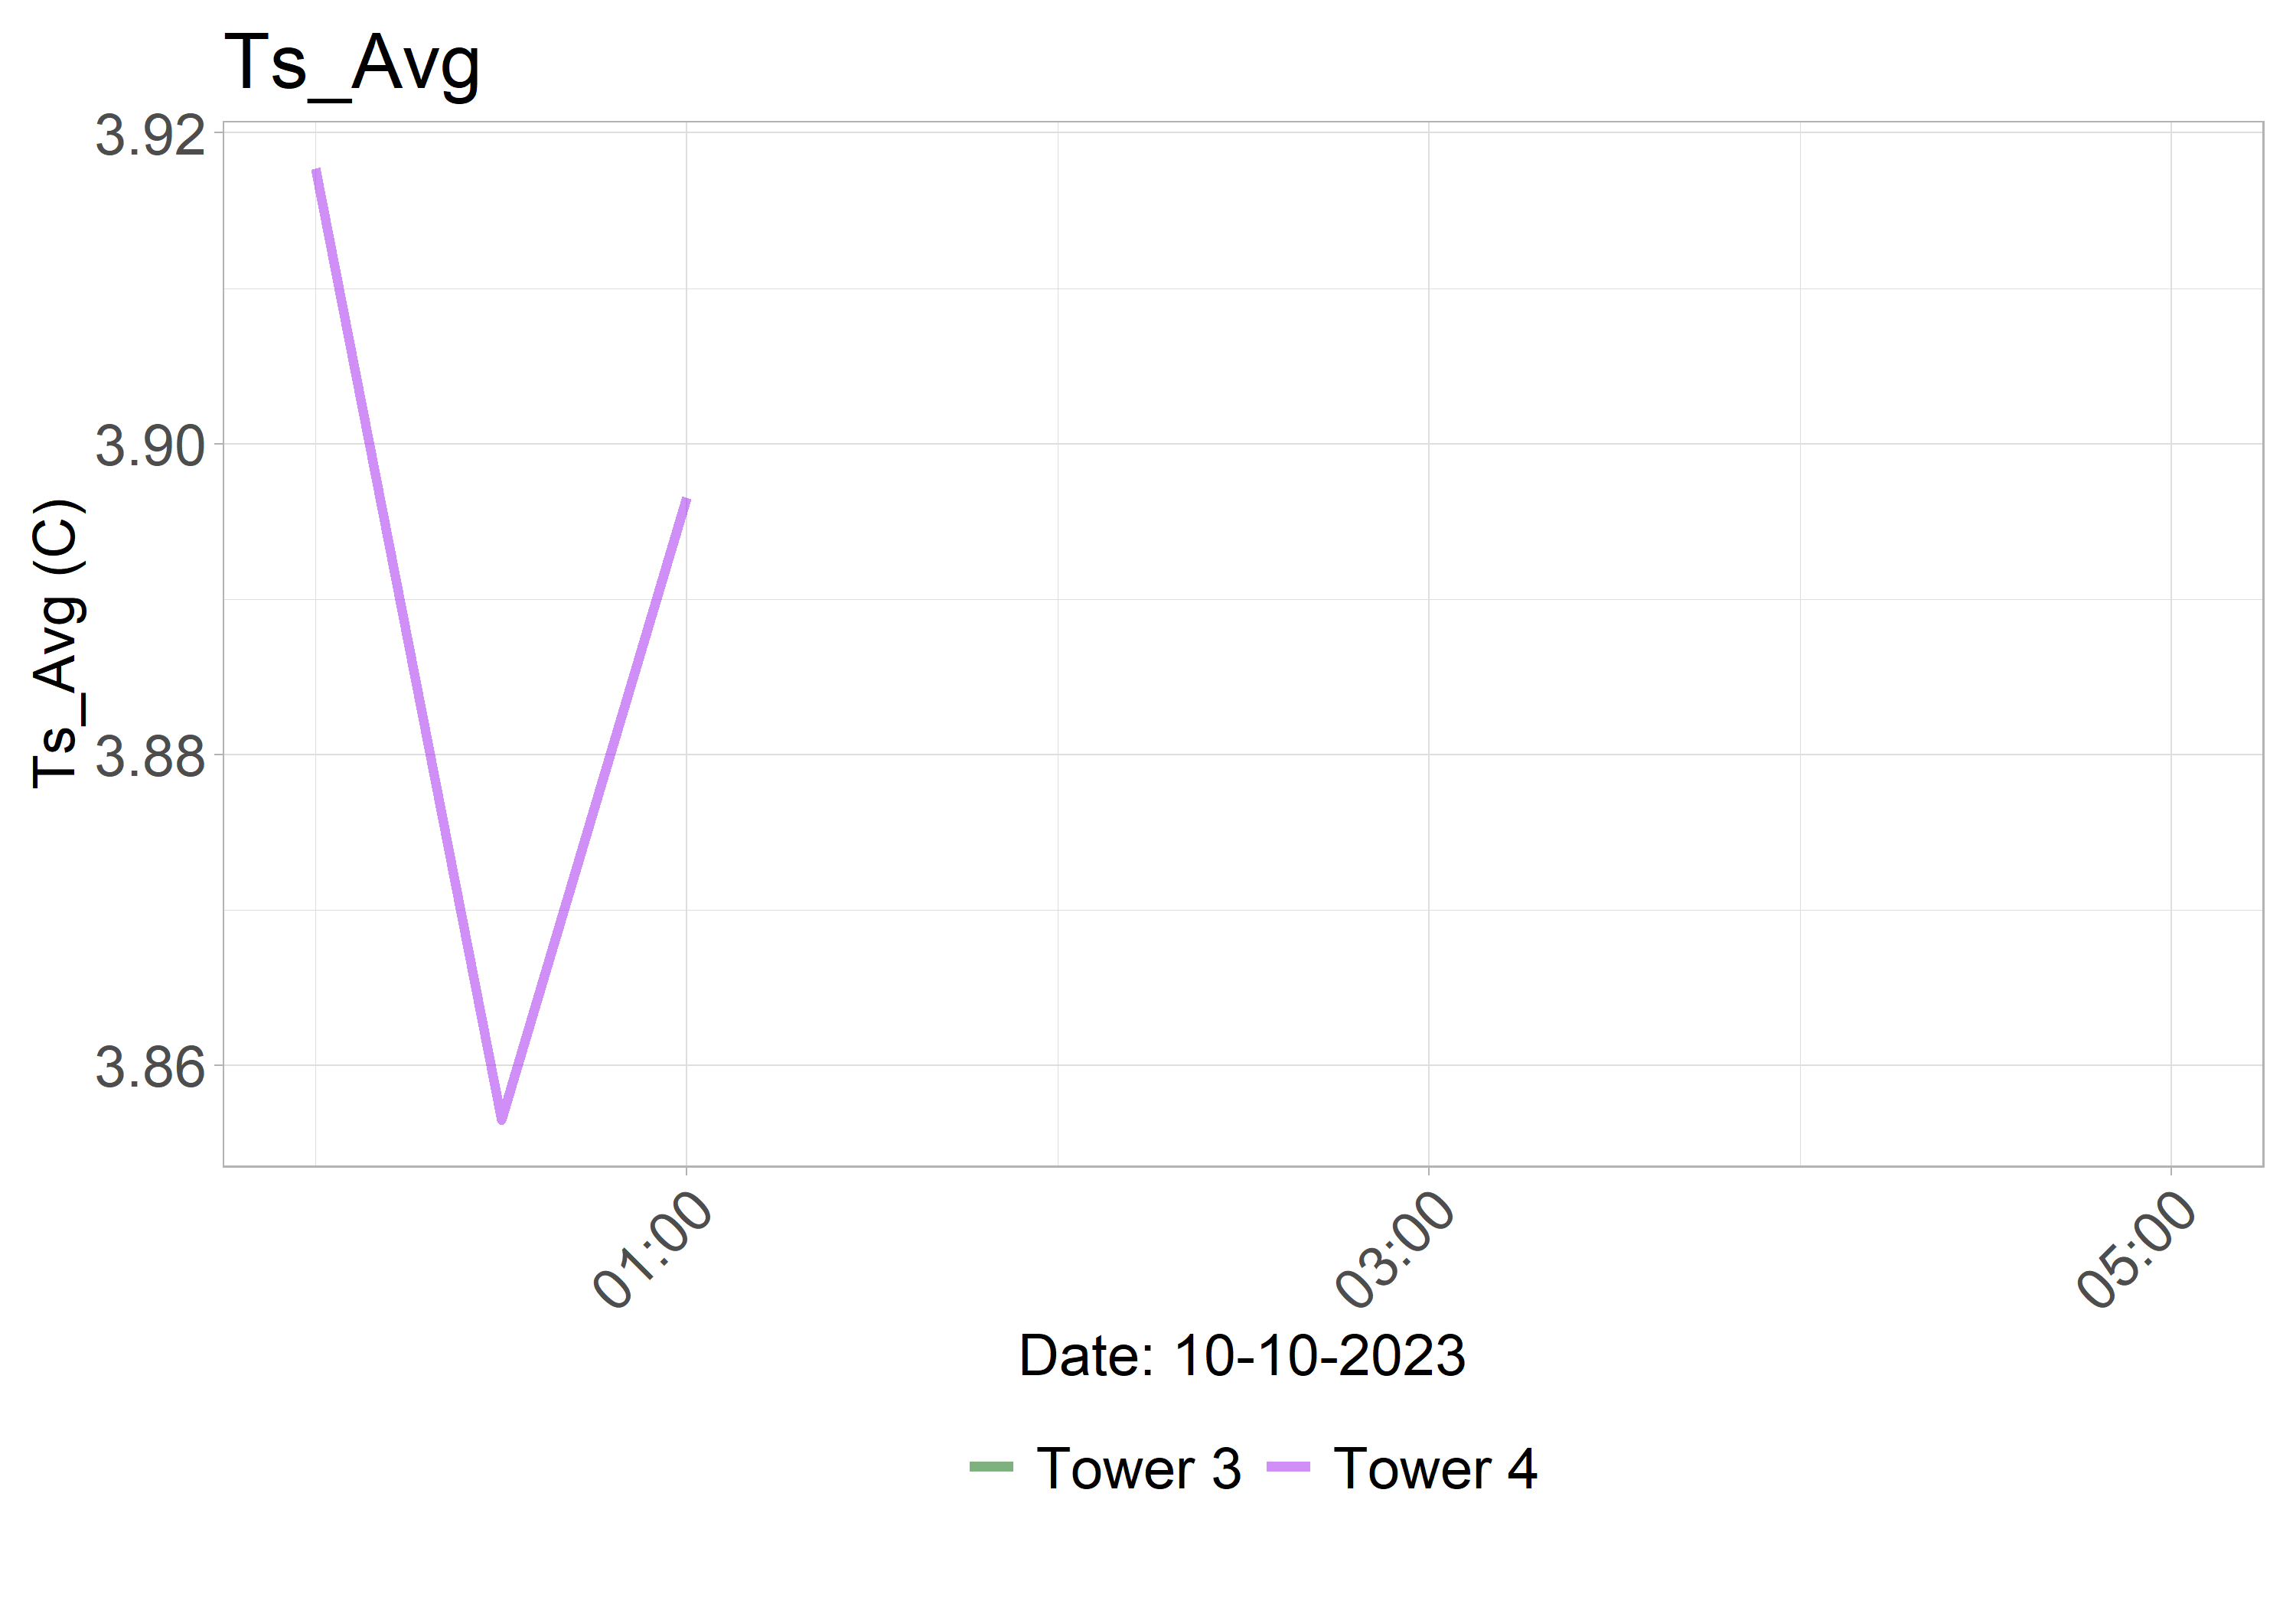 Ts_Avg
3.92
3.90
3.88
3.86
Ts_Avg (C)
01:00
03:00
05:00
Date: 10-10-2023
Tower 3
Tower 4